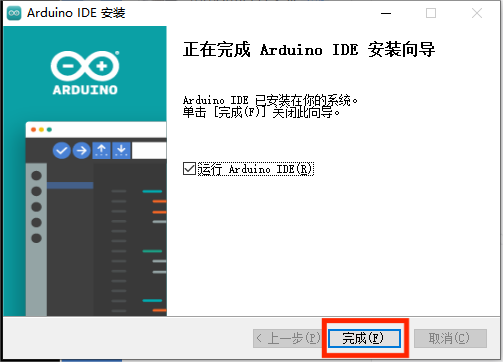 Arduino IDE 安装
正在完成 Arduino IDE 安装向导
ARDUINO
Arduino IDE 已安装在你的系统。
单击 [完成(F)] 关闭此向导。
运行 Arduino IDE(R)
< 上一步(P)
完成(F)
取消(C)